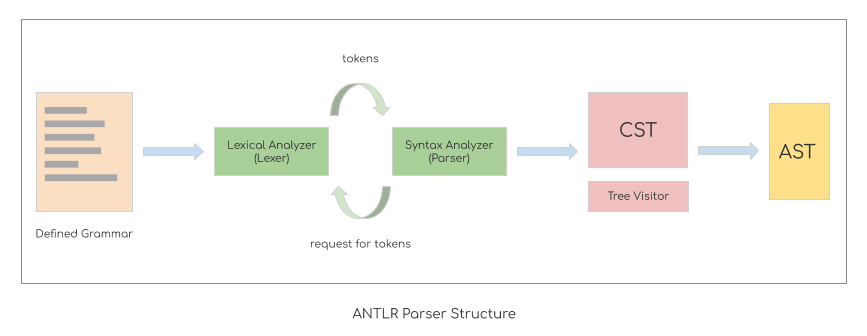 tokens
Lexical Analyzer
(Lexer)
Syntax Analyzer
(Parser)
CST
AST
Tree Visitor
Defined Grammar
request for tokens
ANTLR Parser Structure